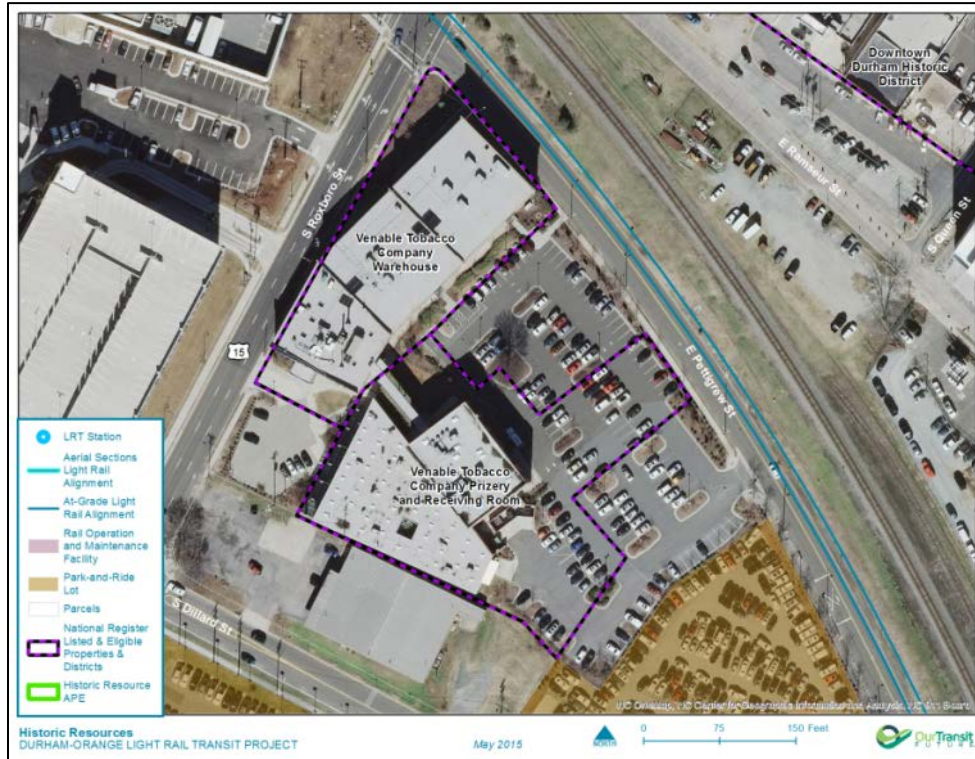 Downtown
Durham Historic
District
E Ramseur St
S Queen St
S Roxboro St
Venable Tobacco
Company
Warehouse
15
E Pettigrew St
Venable Tobacco
Company Prizery
and Receiving Room
S Dillard St
LRT Station
Aerial Sections
Light Rail
Alignment
At-Grade Light
Rail Alignment
Rail Operation
and Maintenance
Facility
Park-and-Ride
Lot
Parcels
National Register
Listed & Eligible
Properties &
Districts
Historic Resource
APE
Historic Resources
DURHAM-ORANGE LIGHT RAIL TRANSIT PROJECT
May 2015
NORTH
0 75 150 Feet
OurTransit
FUTURE